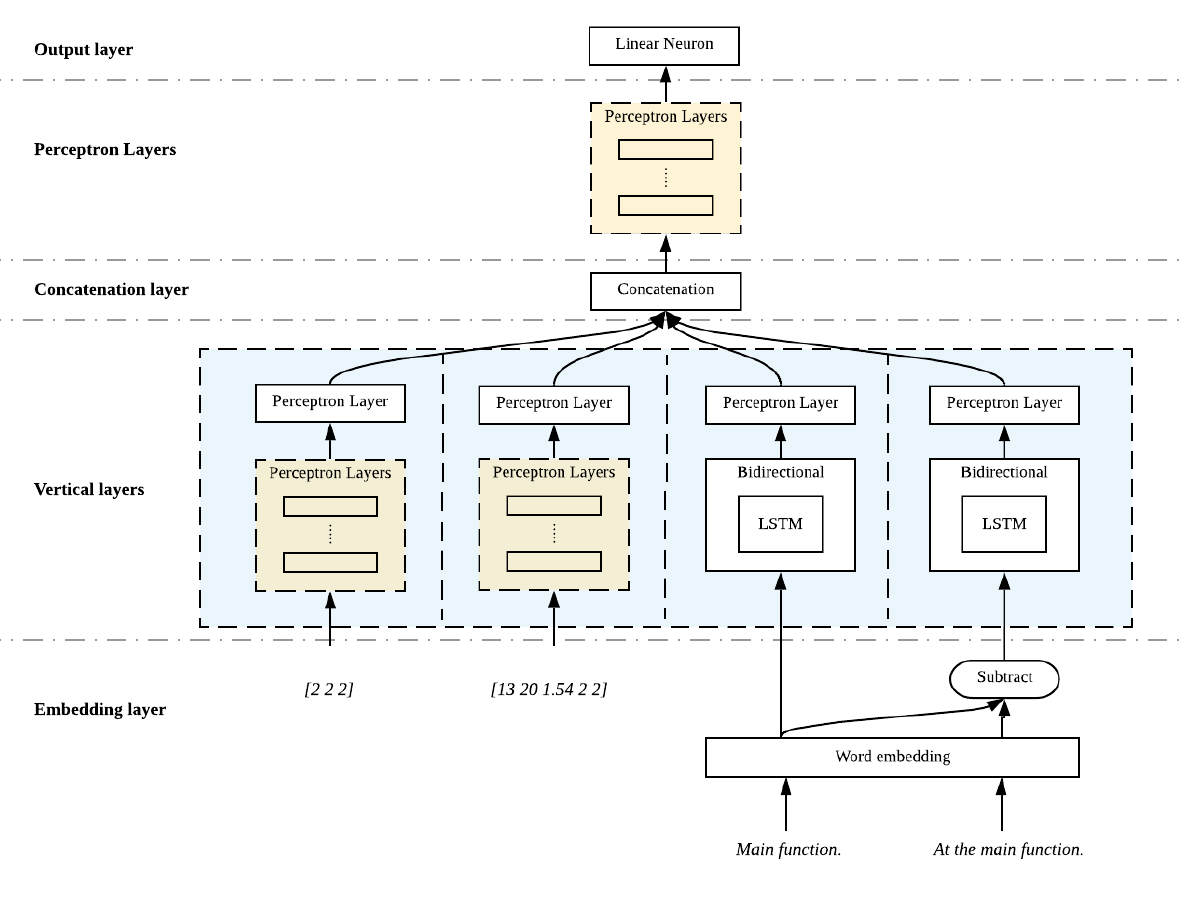 Output layer
Linear Neuron
Perceptron Layers
Perceptron Layers
Concatenation layer
Concatenation
Perceptron Layer
Perceptron Layer
Perceptron Layer
Perceptron Layer
Vertical layers
Perceptron Layers
Perceptron Layers
Bidirectional
LSTM
Bidirectional
LSTM
Embedding layer
[2 2 2]
[13 20 1.54 2 2]
Subtract
Word embedding
Main function.
At the main function.